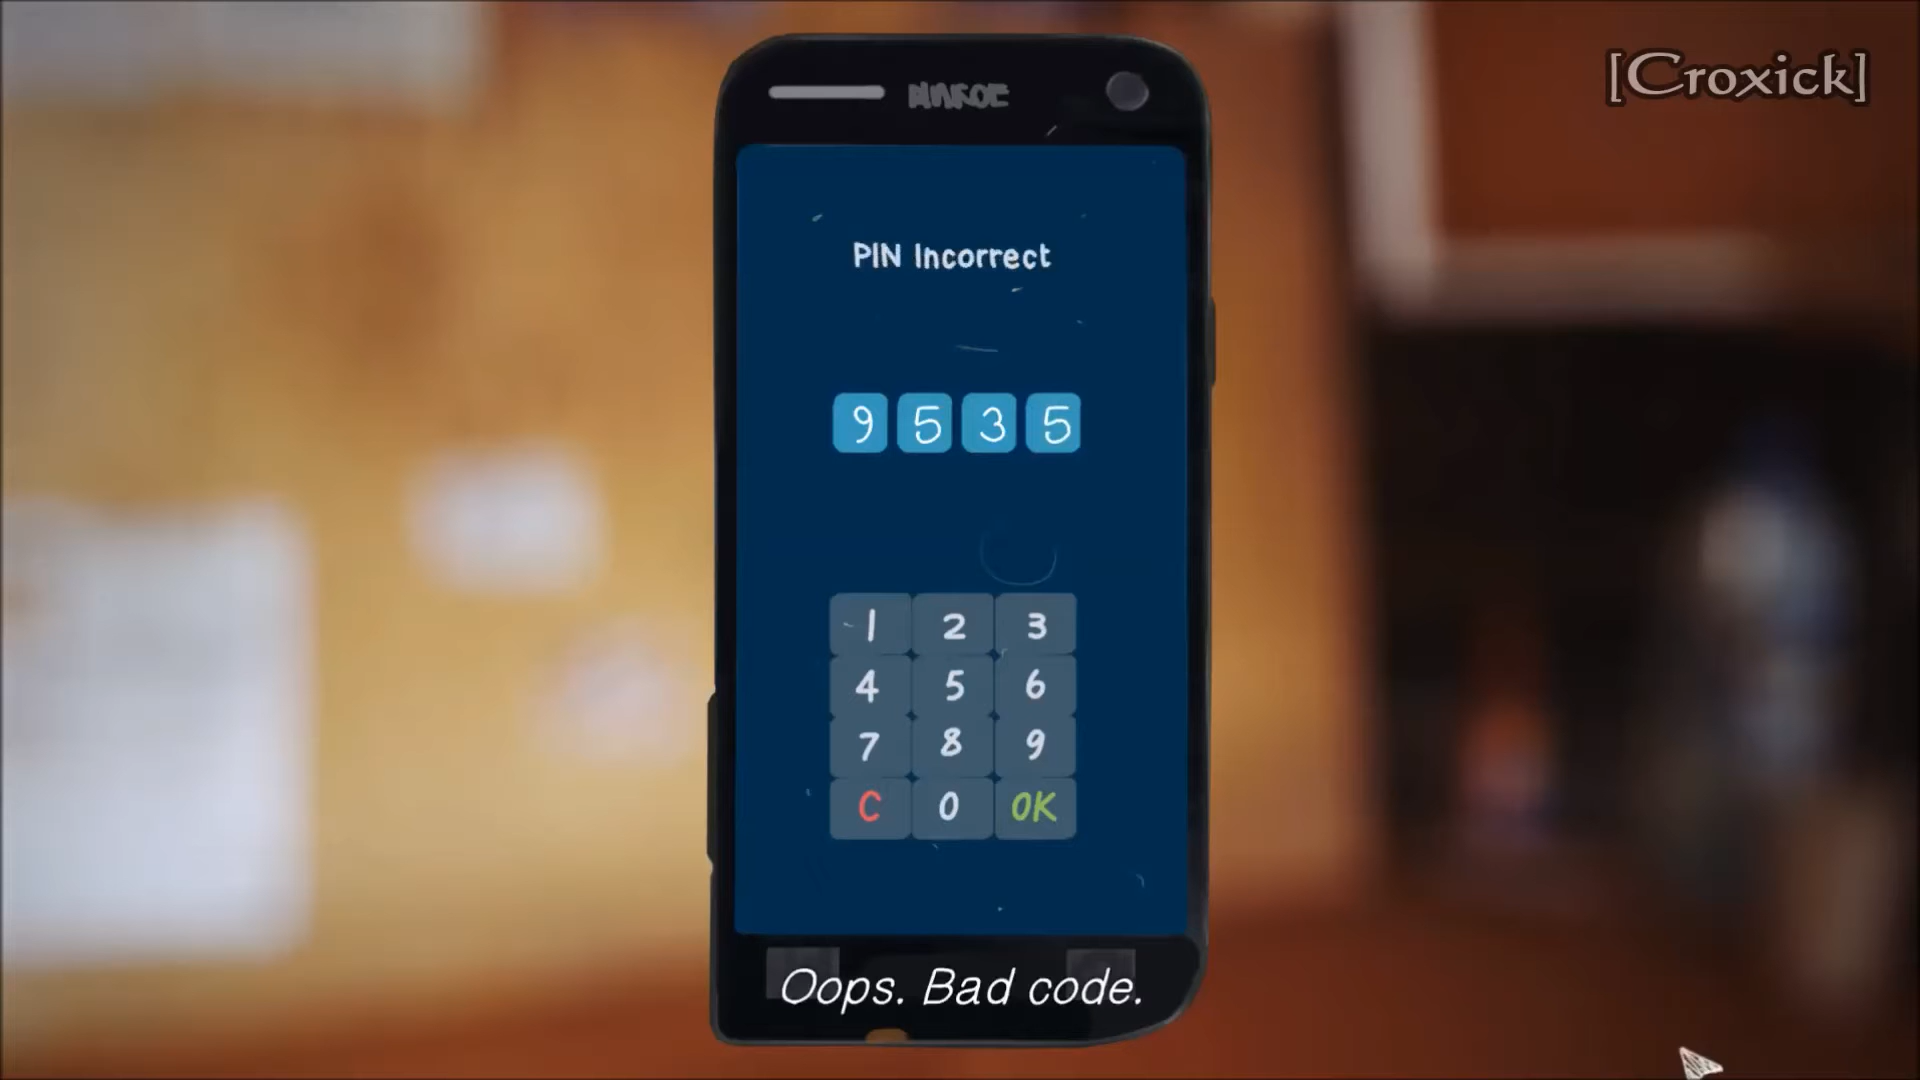 [Croxick]
PIN Incorrect
9 5 3 5
1 2 3
4 5 6
7 8 9
C 0 OK
Oops. Bad code.